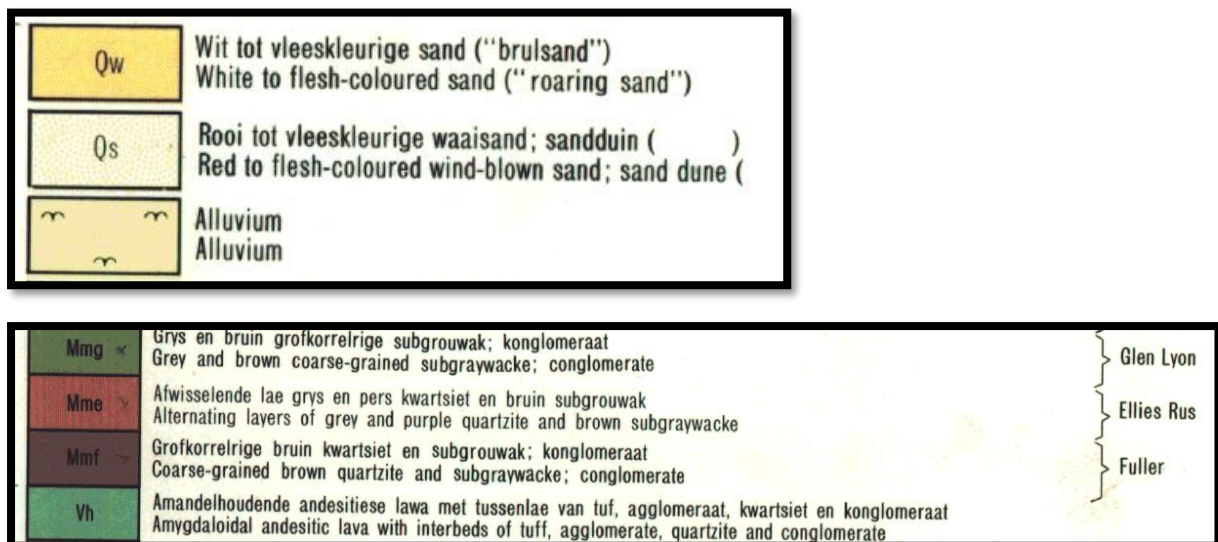 Qw
Wit tot vleeskleurige sand ("brulsand")
White to flesh-coloured sand ("roaring sand")
Qs
Rooi tot vleeskleurige waaisand; sandduin ( )
Red to flesh-coloured wind-blown sand; sand dune (
Alluvium
Alluvium
Mmg
Grys en bruin grofkorrelrige subgrouwak; konglomeraat
Grey and brown coarse-grained subgraywacke; conglomerate
Glen Lyon
Mme
Afwisselende lae grys en pers kwartsiet en bruin subgrouwak
Alternating layers of grey and purple quartzite and brown subgraywacke
Ellies Rus
Mmf
Grofkorrelrige bruin kwartsiet en subgrouwak; konglomeraat
Coarse-grained brown quartzite and subgraywacke; conglomerate
Fuller
Vh
Amandelhoudende andesitiese lawa met tussenlae van tuf, agglomeraat, kwartsiet en konglomeraat
Amygdaloidal andesitic lava with interbeds of tuff, agglomerate, quartzite and conglomerate